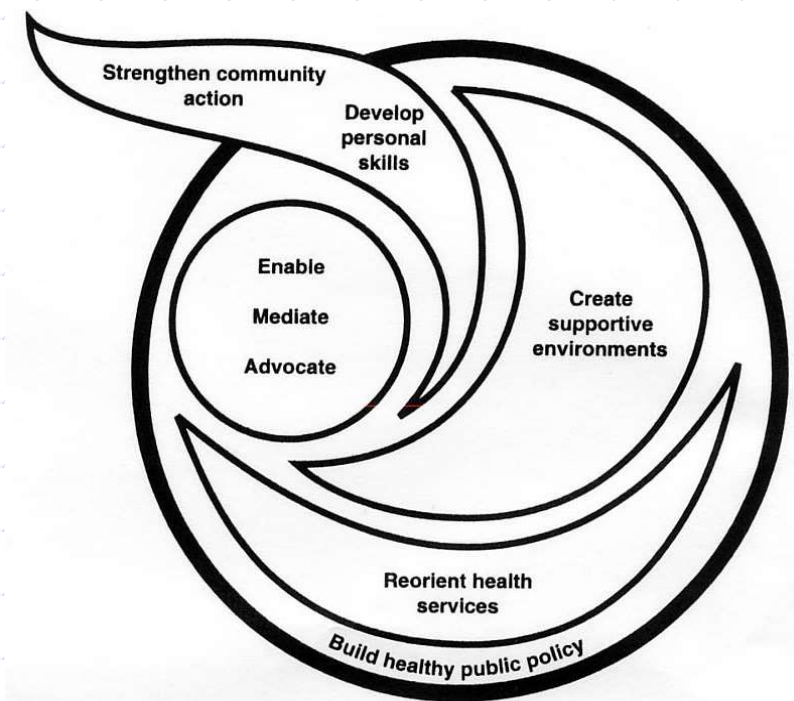 Strengthen community
action
Develop
personal
skills
Enable
Mediate
Advocate
Create
supportive
environments
Reorient health
services
Build healthy public policy